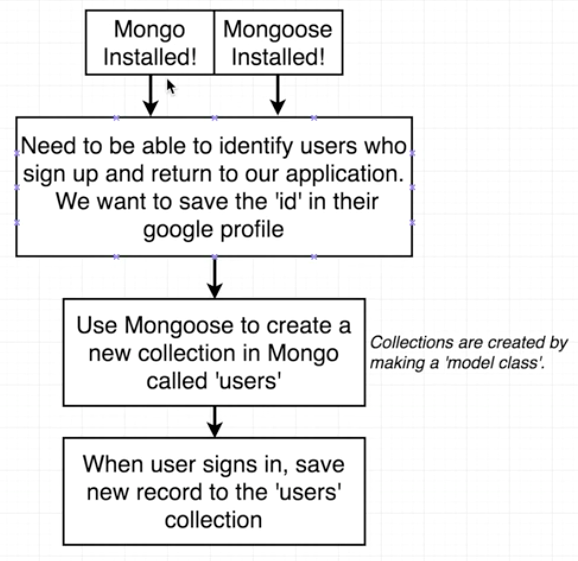 Mongo
Installed!
Mongoose
Installed!
Need to be able to identify users who
sign up and return to our application.
We want to save the 'id' in their
google profile
Use Mongoose to create a
new collection in Mongo
called 'users'
Collections are created by
making a 'model class'.
When user signs in, save
new record to the 'users'
collection